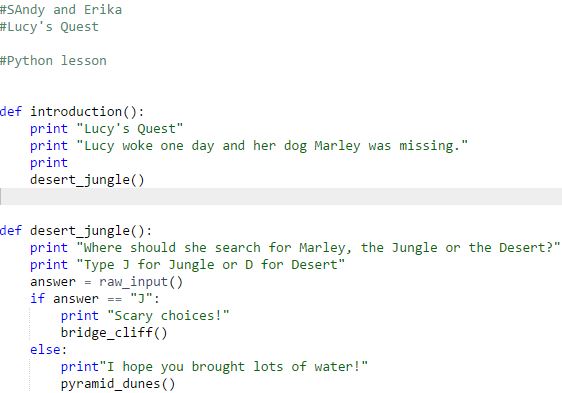 #SAndy and Erika
#Lucy's Quest
#Python lesson
def introduction():
    print "Lucy's Quest"
    print "Lucy woke one day and her dog Marley was missing."
    print
    desert_jungle()
def desert_jungle():
    print "Where should she search for Marley, the Jungle or the Desert?"
    print "Type J for Jungle or D for Desert"
    answer = raw_input()
    if answer == "J":
        print "Scary choices!"
        bridge_cliff()
    else:
        print"I hope you brought lots of water!"
        pyramid_dunes()